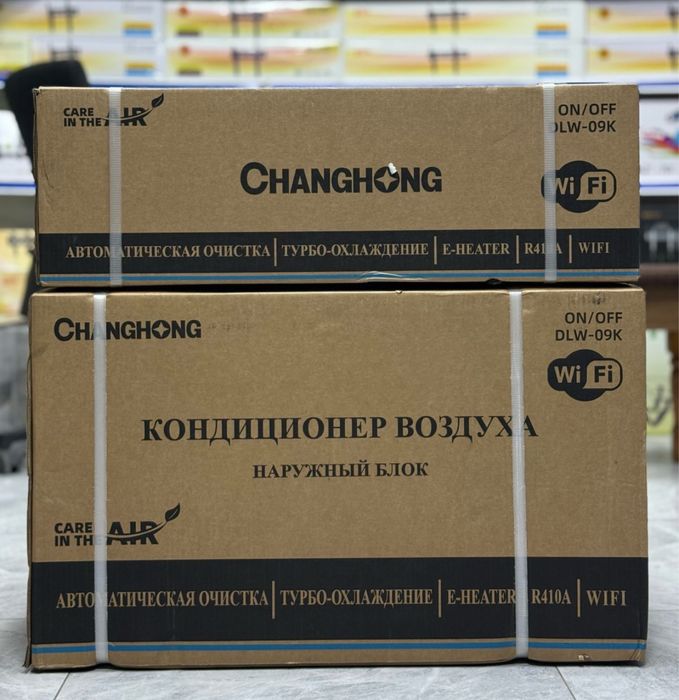 CARE
IN THE AIR
ON/OFF
DLW-09K
CHANGHONG
WiFi
АВТОМАТИЧЕСКАЯ ОЧИСТКА | ТУРБО-ОХЛАЖДЕНИЕ | E-HEATER | R410A | WIFI
CHANGHONG
ON/OFF
DLW-09K
WiFi
КОНДИЦИОНЕР ВОЗДУХА
НАРУЖНЫЙ БЛОК
CARE
IN THE AIR
АВТОМАТИЧЕСКАЯ ОЧИСТКА | ТУРБО-ОХЛАЖДЕНИЕ | E-HEATER | R410A | WIFI